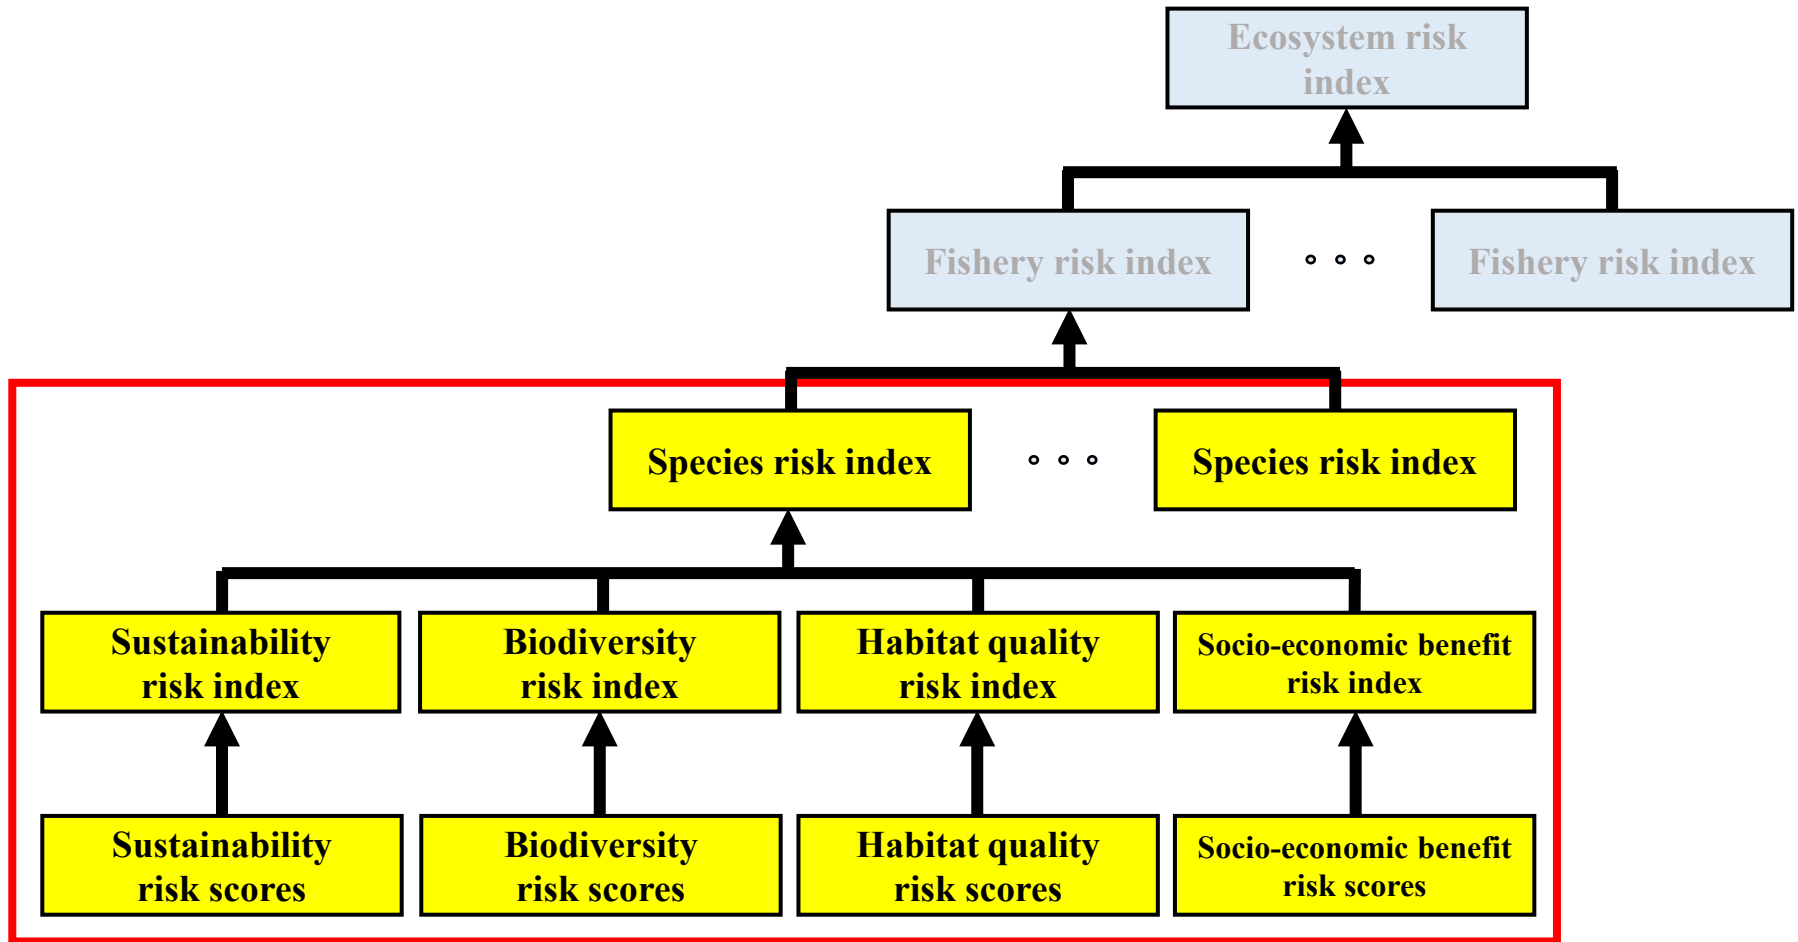 Ecosystem risk
index
Fishery risk index
Fishery risk index
Species risk index
Species risk index
Sustainability
risk index
Biodiversity
risk index
Habitat quality
risk index
Socio-economic benefit
risk index
Sustainability
risk scores
Biodiversity
risk scores
Habitat quality
risk scores
Socio-economic benefit
risk scores